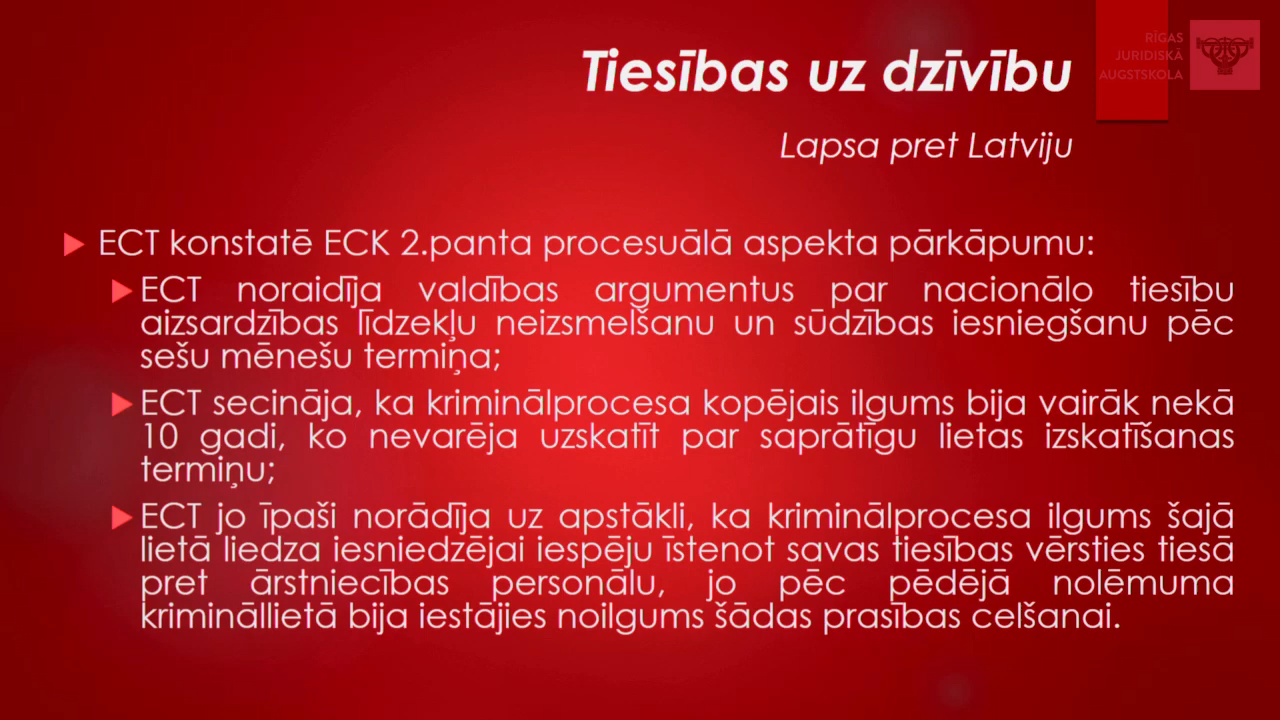 Tiesības uz dzīvību
RĪGAS
JURIDISKĀ
AUGSTSKOLA
Lapsa pret Latviju
ECT konstatē ECK 2.panta procesuālā aspekta pārkāpumu:
ECT noraidīja valdības argumentus par nacionālo tiesību
aizsardzības līdzekļu neizsmelšanu un sūdzības iesniegšanu pēc
sešu mēnešu termiņa;
ECT secināja, ka kriminālprocesa kopējais ilgums bija vairāk nekā
10 gadi, ko nevarēja uzskatīt par saprātīgu lietas izskatīšanas
termiņu;
ECT jo īpaši norādīja uz apstākli, ka kriminālprocesa ilgums šajā
lietā liedza iesniedzējai iespēju īstenot savas tiesības vērsties tiesā
pret ārstniecības personālu, jo pēc pēdējā nolēmuma
krimināllietā bija iestājies noilgums šādas prasības celšanai.